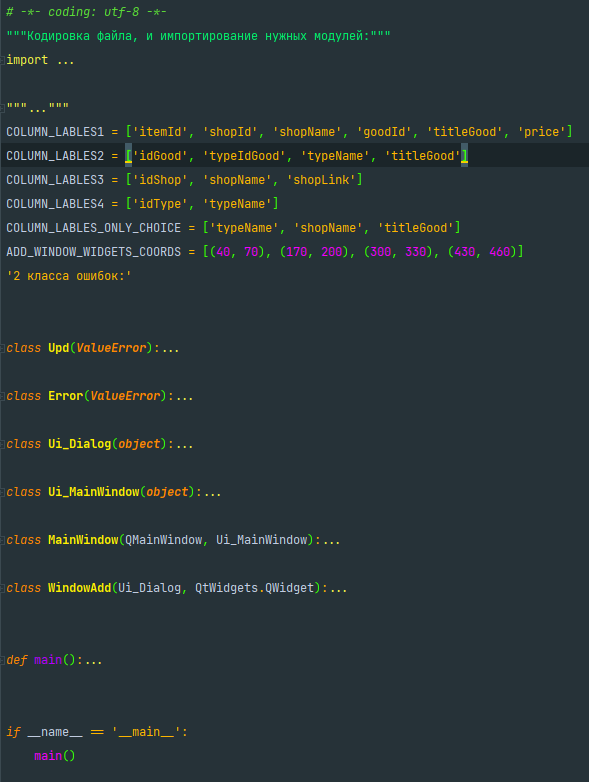 # -*- coding: utf-8 -*-
"""Кодировка файла, и импортирование нужных модулей:"""
import ...
"""..."""
COLUMN_LABLES1 = ['itemId', 'shopId', 'shopName', 'goodId', 'titleGood', 'price']
COLUMN_LABLES2 = ['idGood', 'typeIdGood', 'typeName', 'titleGood']
COLUMN_LABLES3 = ['idShop', 'shopName', 'shopLink']
COLUMN_LABLES4 = ['idType', 'typeName']
COLUMN_LABLES_ONLY_CHOICE = ['typeName', 'shopName', 'titleGood']
ADD_WINDOW_WIDGETS_COORDS = [(40, 70), (170, 200), (300, 330), (430, 460)]
'2 класса ошибок:'
class Upd(ValueError):...
class Error(ValueError):...
class Ui_Dialog(object):...
class Ui_MainWindow(object):...
class MainWindow(QMainWindow, Ui_MainWindow):...
class WindowAdd(Ui_Dialog, QtWidgets.QWidget):...
def main():...
if __name__ == '__main__':
    main()